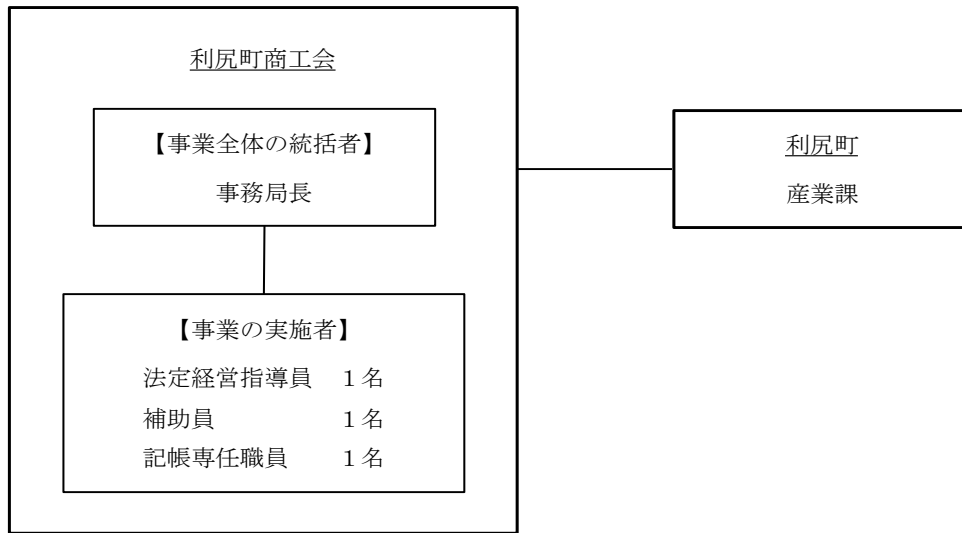 利尻町商工会
【事業全体の統括者】
事務局長
【事業の実施者】
法定経営指導員　１名
補助員　１名
記帳専任職員　１名
利尻町
産業課